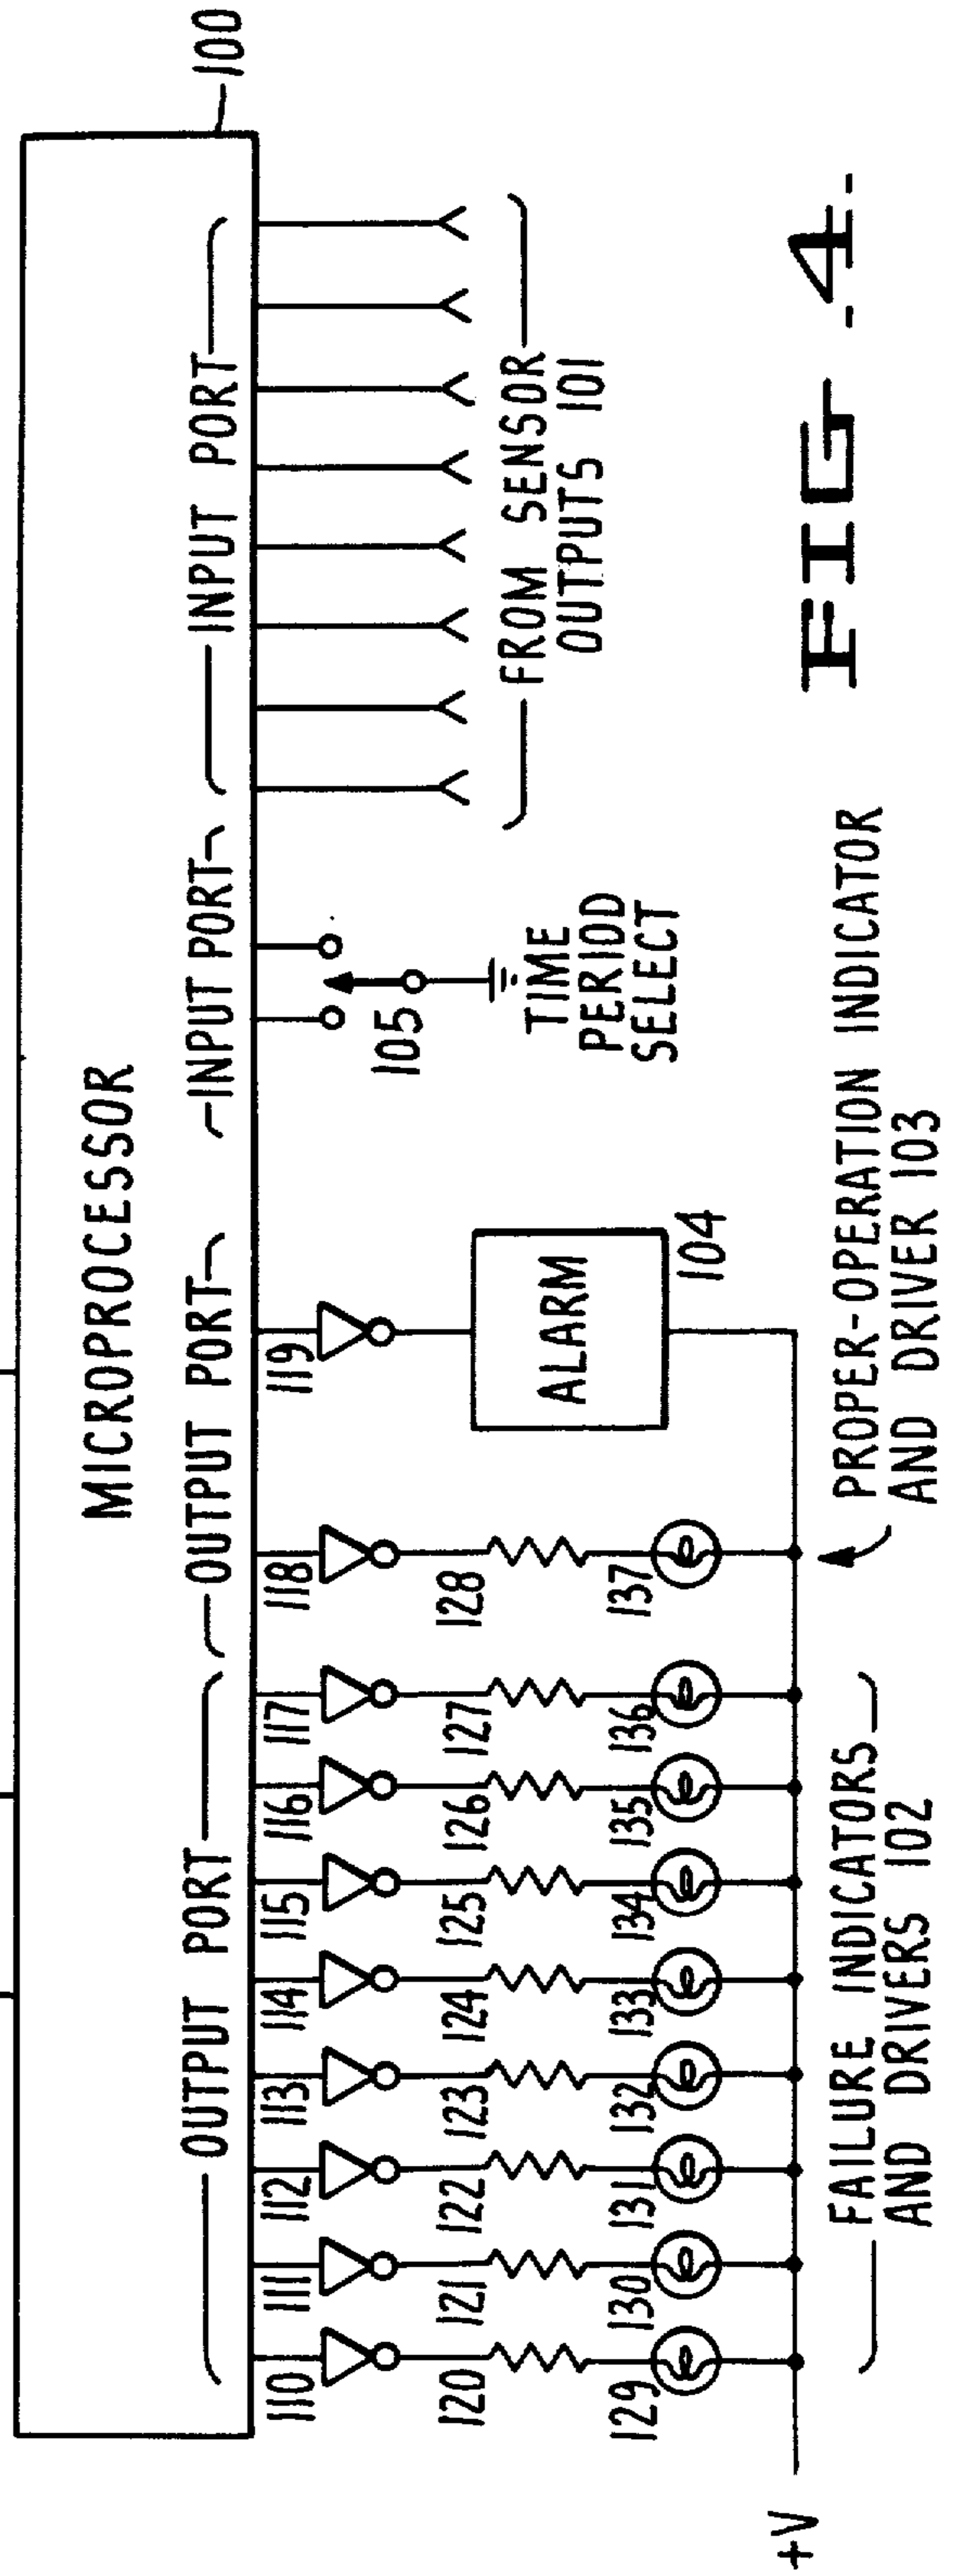 MICROPROCESSOR
100
OUTPUT PORT
OUTPUT PORT
INPUT PORT
INPUT PORT
110
111
112
113
114
115
116
117
118
119
105
TIME
PERIOD
SELECT
FROM SENSOR
OUTPUTS 101
120
121
122
123
124
125
126
127
128
ALARM
104
129
130
131
132
133
134
135
136
137
+V
FAILURE INDICATORS
AND DRIVERS 102
PROPER-OPERATION INDICATOR
AND DRIVER 103
FIG-4-